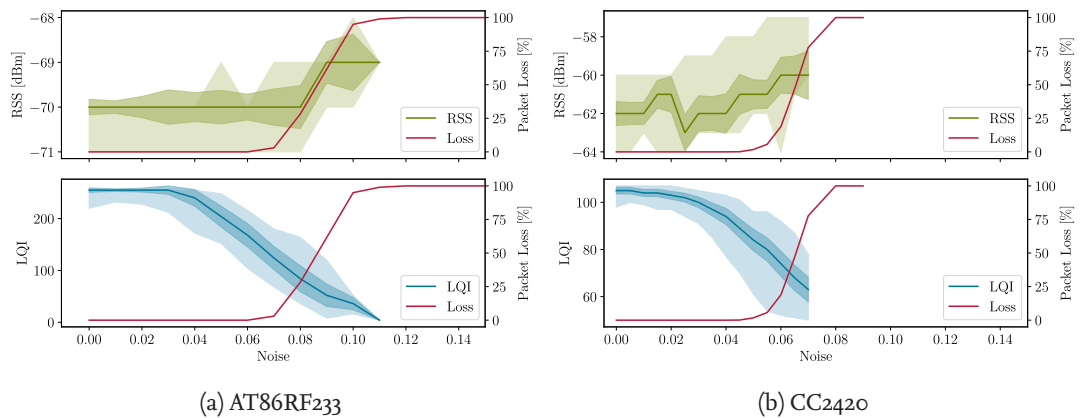 −68
−69
−70
−71
RSS [dBm]
100
75
50
25
0
Packet Loss [%]
RSS
Loss
200
100
0
LQI
100
75
50
25
0
Packet Loss [%]
LQI
Loss
0.00 0.02 0.04 0.06 0.08 0.10 0.12 0.14
Noise
(a) AT86RF233
−58
−60
−62
−64
RSS [dBm]
100
75
50
25
0
Packet Loss [%]
RSS
Loss
100
80
60
LQI
100
75
50
25
0
Packet Loss [%]
LQI
Loss
0.00 0.02 0.04 0.06 0.08 0.10 0.12 0.14
Noise
(b) CC2420